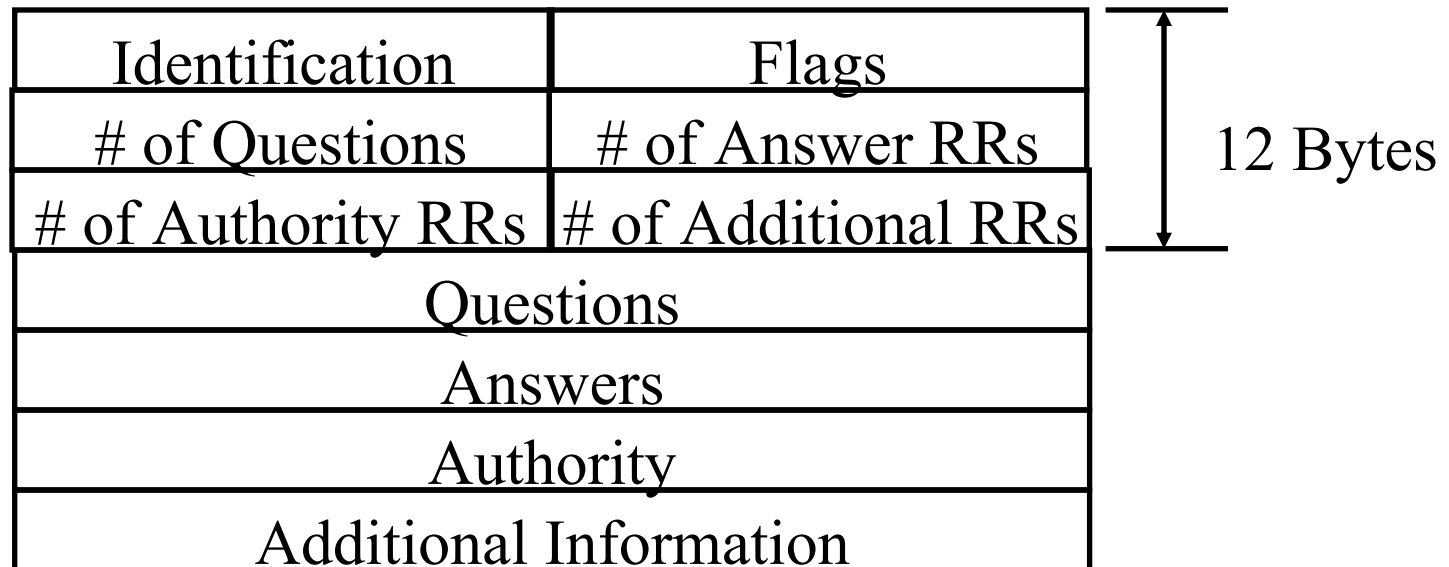 Identification Flags
# of Questions # of Answer RRs
12 Bytes
# of Authority RRs # of Additional RRs
Questions
Answers
Authority
Additional Information